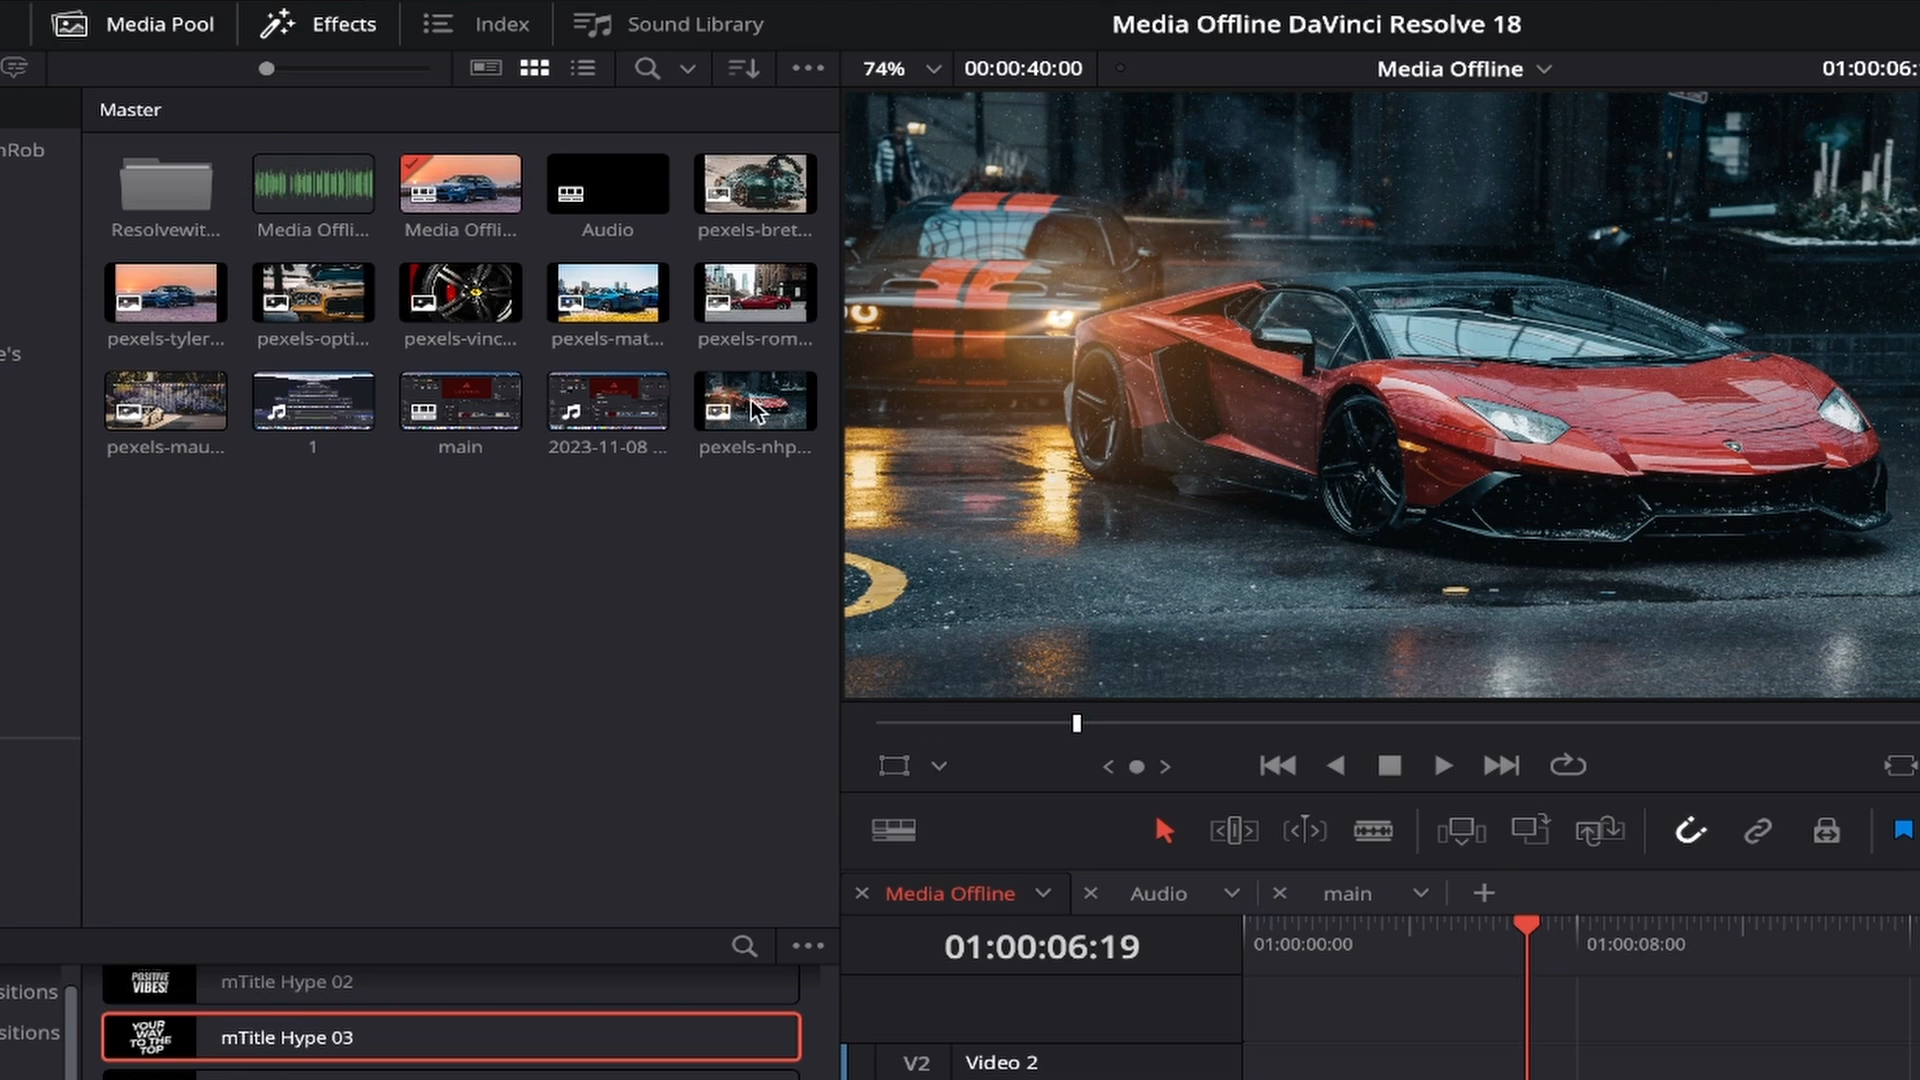 Media Pool
Effects
Index
Sound Library
Media Offline DaVinci Resolve 18
74%
00:00:40:00
Media Offline
01:00:06:
Master
nRob
e's
Resolvewit...
Media Offli...
Media Offli...
Audio
pexels-bret...
pexels-tyler...
pexels-opti...
pexels-vinc...
pexels-mat...
pexels-rom...
pexels-mau...
1
main
2023-11-08 ...
pexels-nhp...
Media Offline
Audio
main
01:00:06:19
01:00:00:00
01:00:08:00
sitions
sitions
POSITIVE
VIBES!
mTitle Hype 02
YOUR
WAY
TO THE
TOP
mTitle Hype 03
V2
Video 2